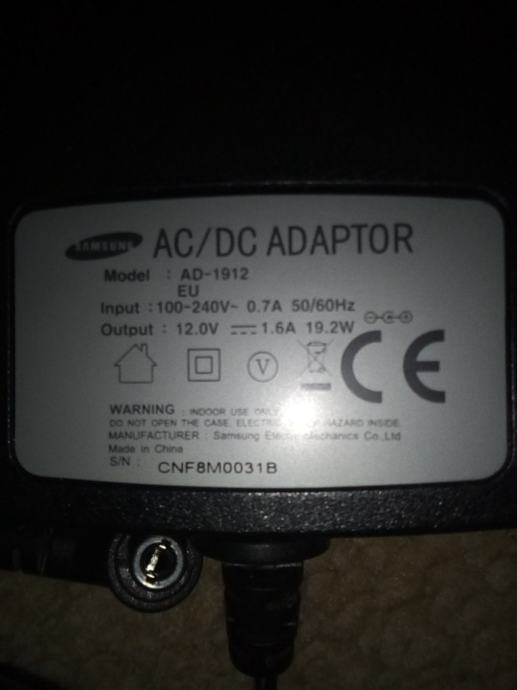 SAMSUNG AC/DC ADAPTOR
Model : AD-1912
EU
Input : 100-240V~ 0.7A 50/60Hz
Output : 12.0V ⎓ 1.6A 19.2W
V
CE
WARNING : INDOOR USE ONLY
DO NOT OPEN THE CASE, HAZARD INSIDE.
MANUFACTURER : Samsung Co.,Ltd
Made in China
S/N : CNF8M0031B